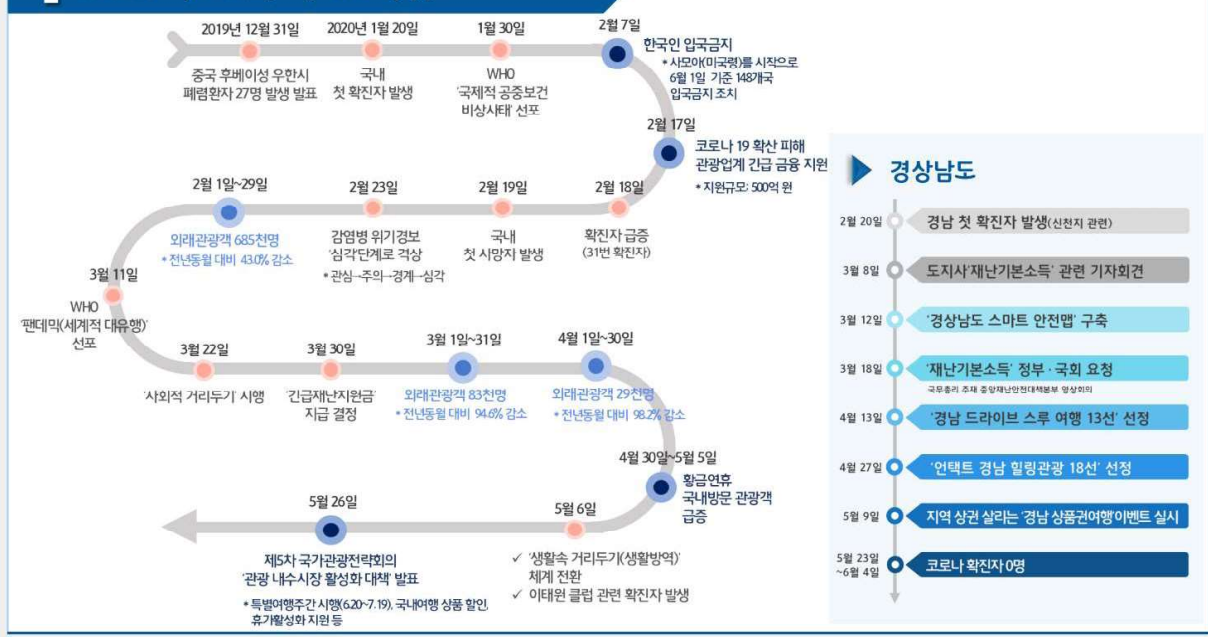 2019년 12월 31일
중국 후베이성 우한시
폐렴환자 27명 발생 발표
2020년 1월 20일
국내
첫 확진자 발생
1월 30일
WHO
'국제적 공중보건
비상사태' 선포
2월 7일
한국인 입국금지
* 사모아(미국령)를 시작으로
6월 1일 기준 148개국
입국금지 조치
2월 17일
코로나 19 확산 피해
관광업계 긴급 금융 지원
* 지원규모: 500억 원
2월 18일
확진자 급증
(31번 확진자)
2월 19일
국내
첫 사망자 발생
2월 23일
감염병 위기경보
'심각'단계로 격상
* 관심→주의→경계→심각
2월 1일~29일
외래관광객 685천명
* 전년동월 대비 43.0% 감소
3월 11일
WHO
'팬데믹(세계적 대유행)'
선포
3월 22일
'사회적 거리두기' 시행
3월 30일
'긴급재난지원금'
지급 결정
3월 1일~31일
외래관광객 83천명
* 전년동월 대비 94.6% 감소
4월 1일~30일
외래관광객 29천명
* 전년동월 대비 98.2% 감소
4월 30일~5월 5일
황금연휴
국내방문 관광객
급증
5월 6일
✓ '생활속 거리두기(생활방역)'
체계 전환
✓ 이태원 클럽 관련 확진자 발생
5월 26일
제5차 국가관광전략회의
'관광 내수시장 활성화 대책' 발표
* 특별여행주간 시행(6.20~7.19), 국내여행 상품 할인,
휴가활성화 지원 등
경상남도
2월 20일 경남 첫 확진자 발생(신천지 관련)
3월 8일 도지사'재난기본소득' 관련 기자회견
3월 12일 '경상남도 스마트 안전맵' 구축
3월 18일 '재난기본소득' 정부·국회 요청
국무총리 주재 중앙재난안전대책본부 영상회의
4월 13일 '경남 드라이브 스루 여행 13선' 선정
4월 27일 '언택트 경남 힐링관광 18선' 선정
5월 9일 지역 상권 살리는 '경남 상품권여행'이벤트 실시
5월 23일
~6월 4일 코로나 확진자 0명